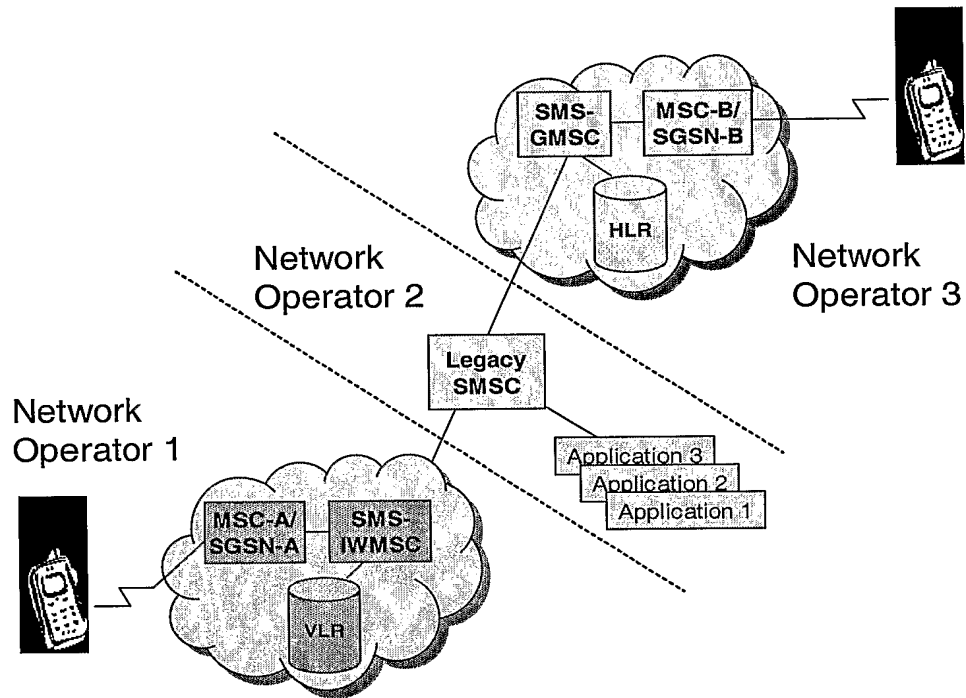 SMS-
GMSC
MSC-B/
SGSN-B
HLR
Network
Operator 2
Network
Operator 3
Legacy
SMSC
Network
Operator 1
Application 3
Application 2
Application 1
MSC-A/
SGSN-A
SMS-
IWMSC
VLR